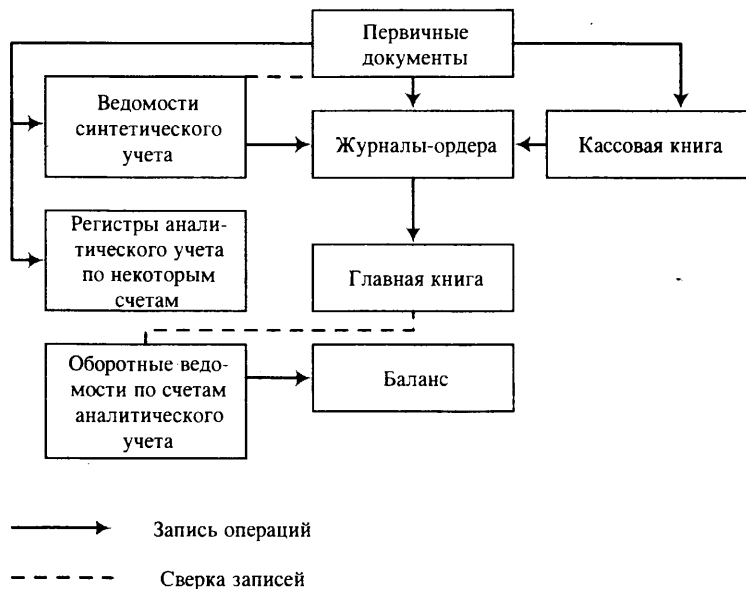 Первичные
документы
Ведомости
синтетического
учета
Журналы-ордера
Кассовая книга
Регистры анали-
тического учета
по некоторым
счетам
Главная книга
Оборотные ведо-
мости по счетам
аналитического
учета
Баланс
Запись операций
Сверка записей